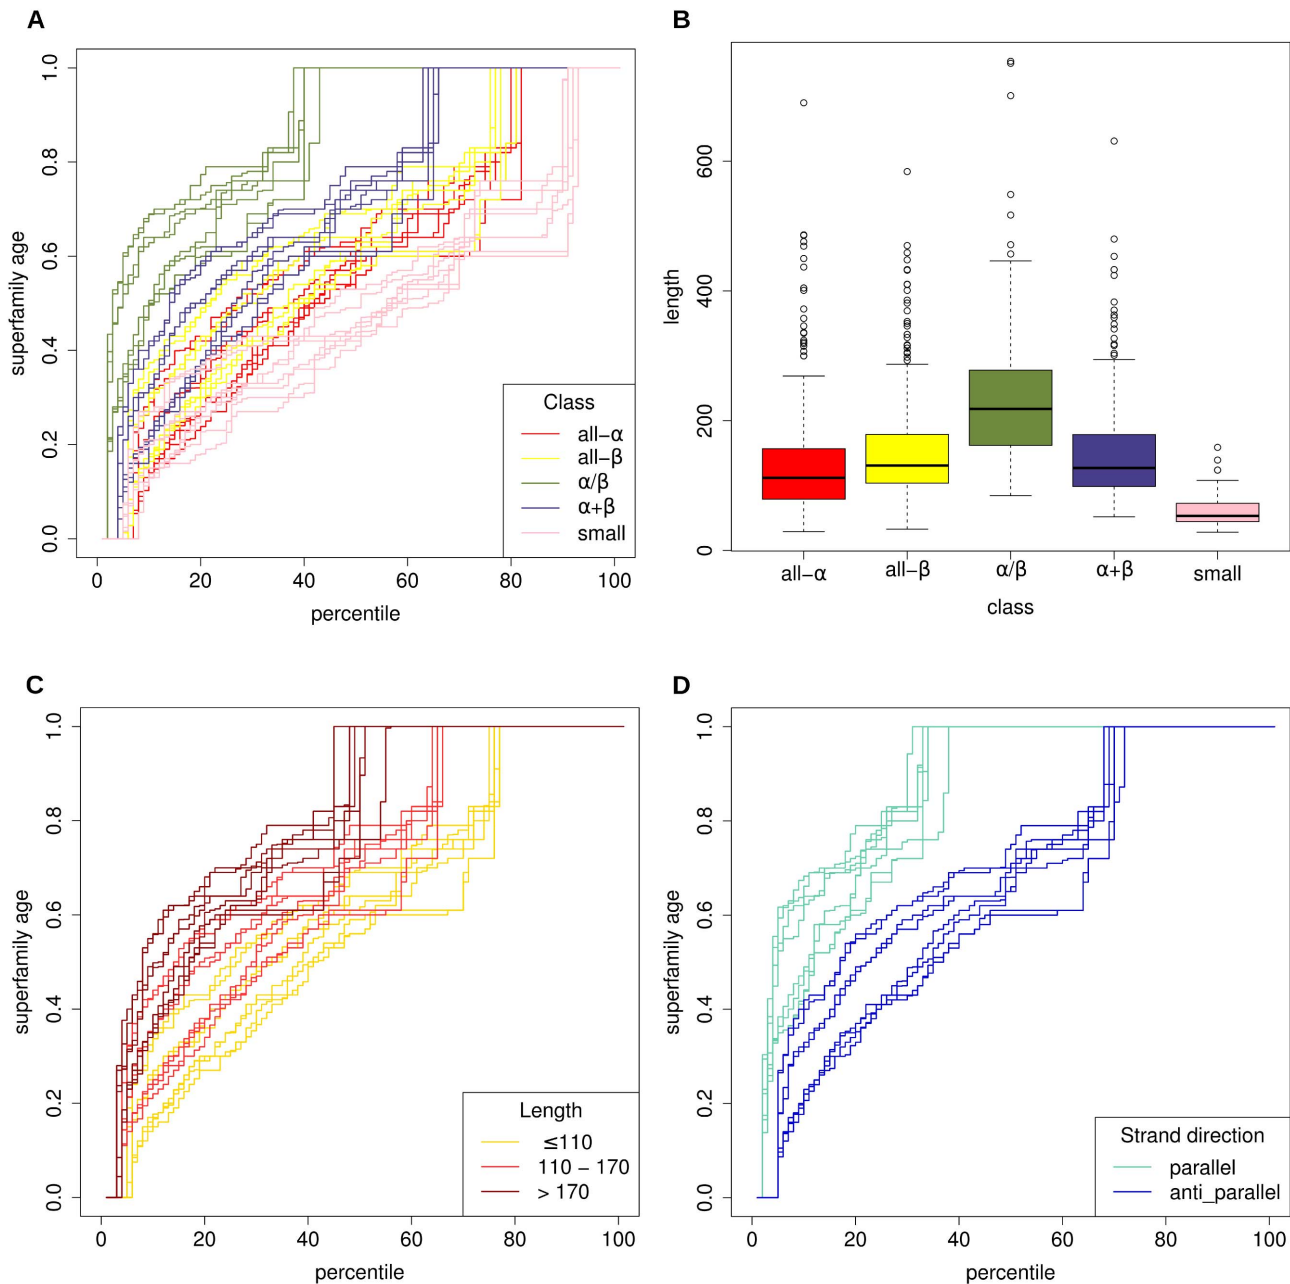 A
superfamily age
1.0
0.8
0.6
0.4
0.2
0.0
0 20 40 60 80 100
percentile
Class
all−α
all−β
α/β
α+β
small
B
length
600
400
200
0
all−α all−β α/β α+β small
class
C
superfamily age
1.0
0.8
0.6
0.4
0.2
0.0
0 20 40 60 80 100
percentile
Length
≤110
110 − 170
> 170
D
superfamily age
1.0
0.8
0.6
0.4
0.2
0.0
0 20 40 60 80 100
percentile
Strand direction
parallel
anti_parallel